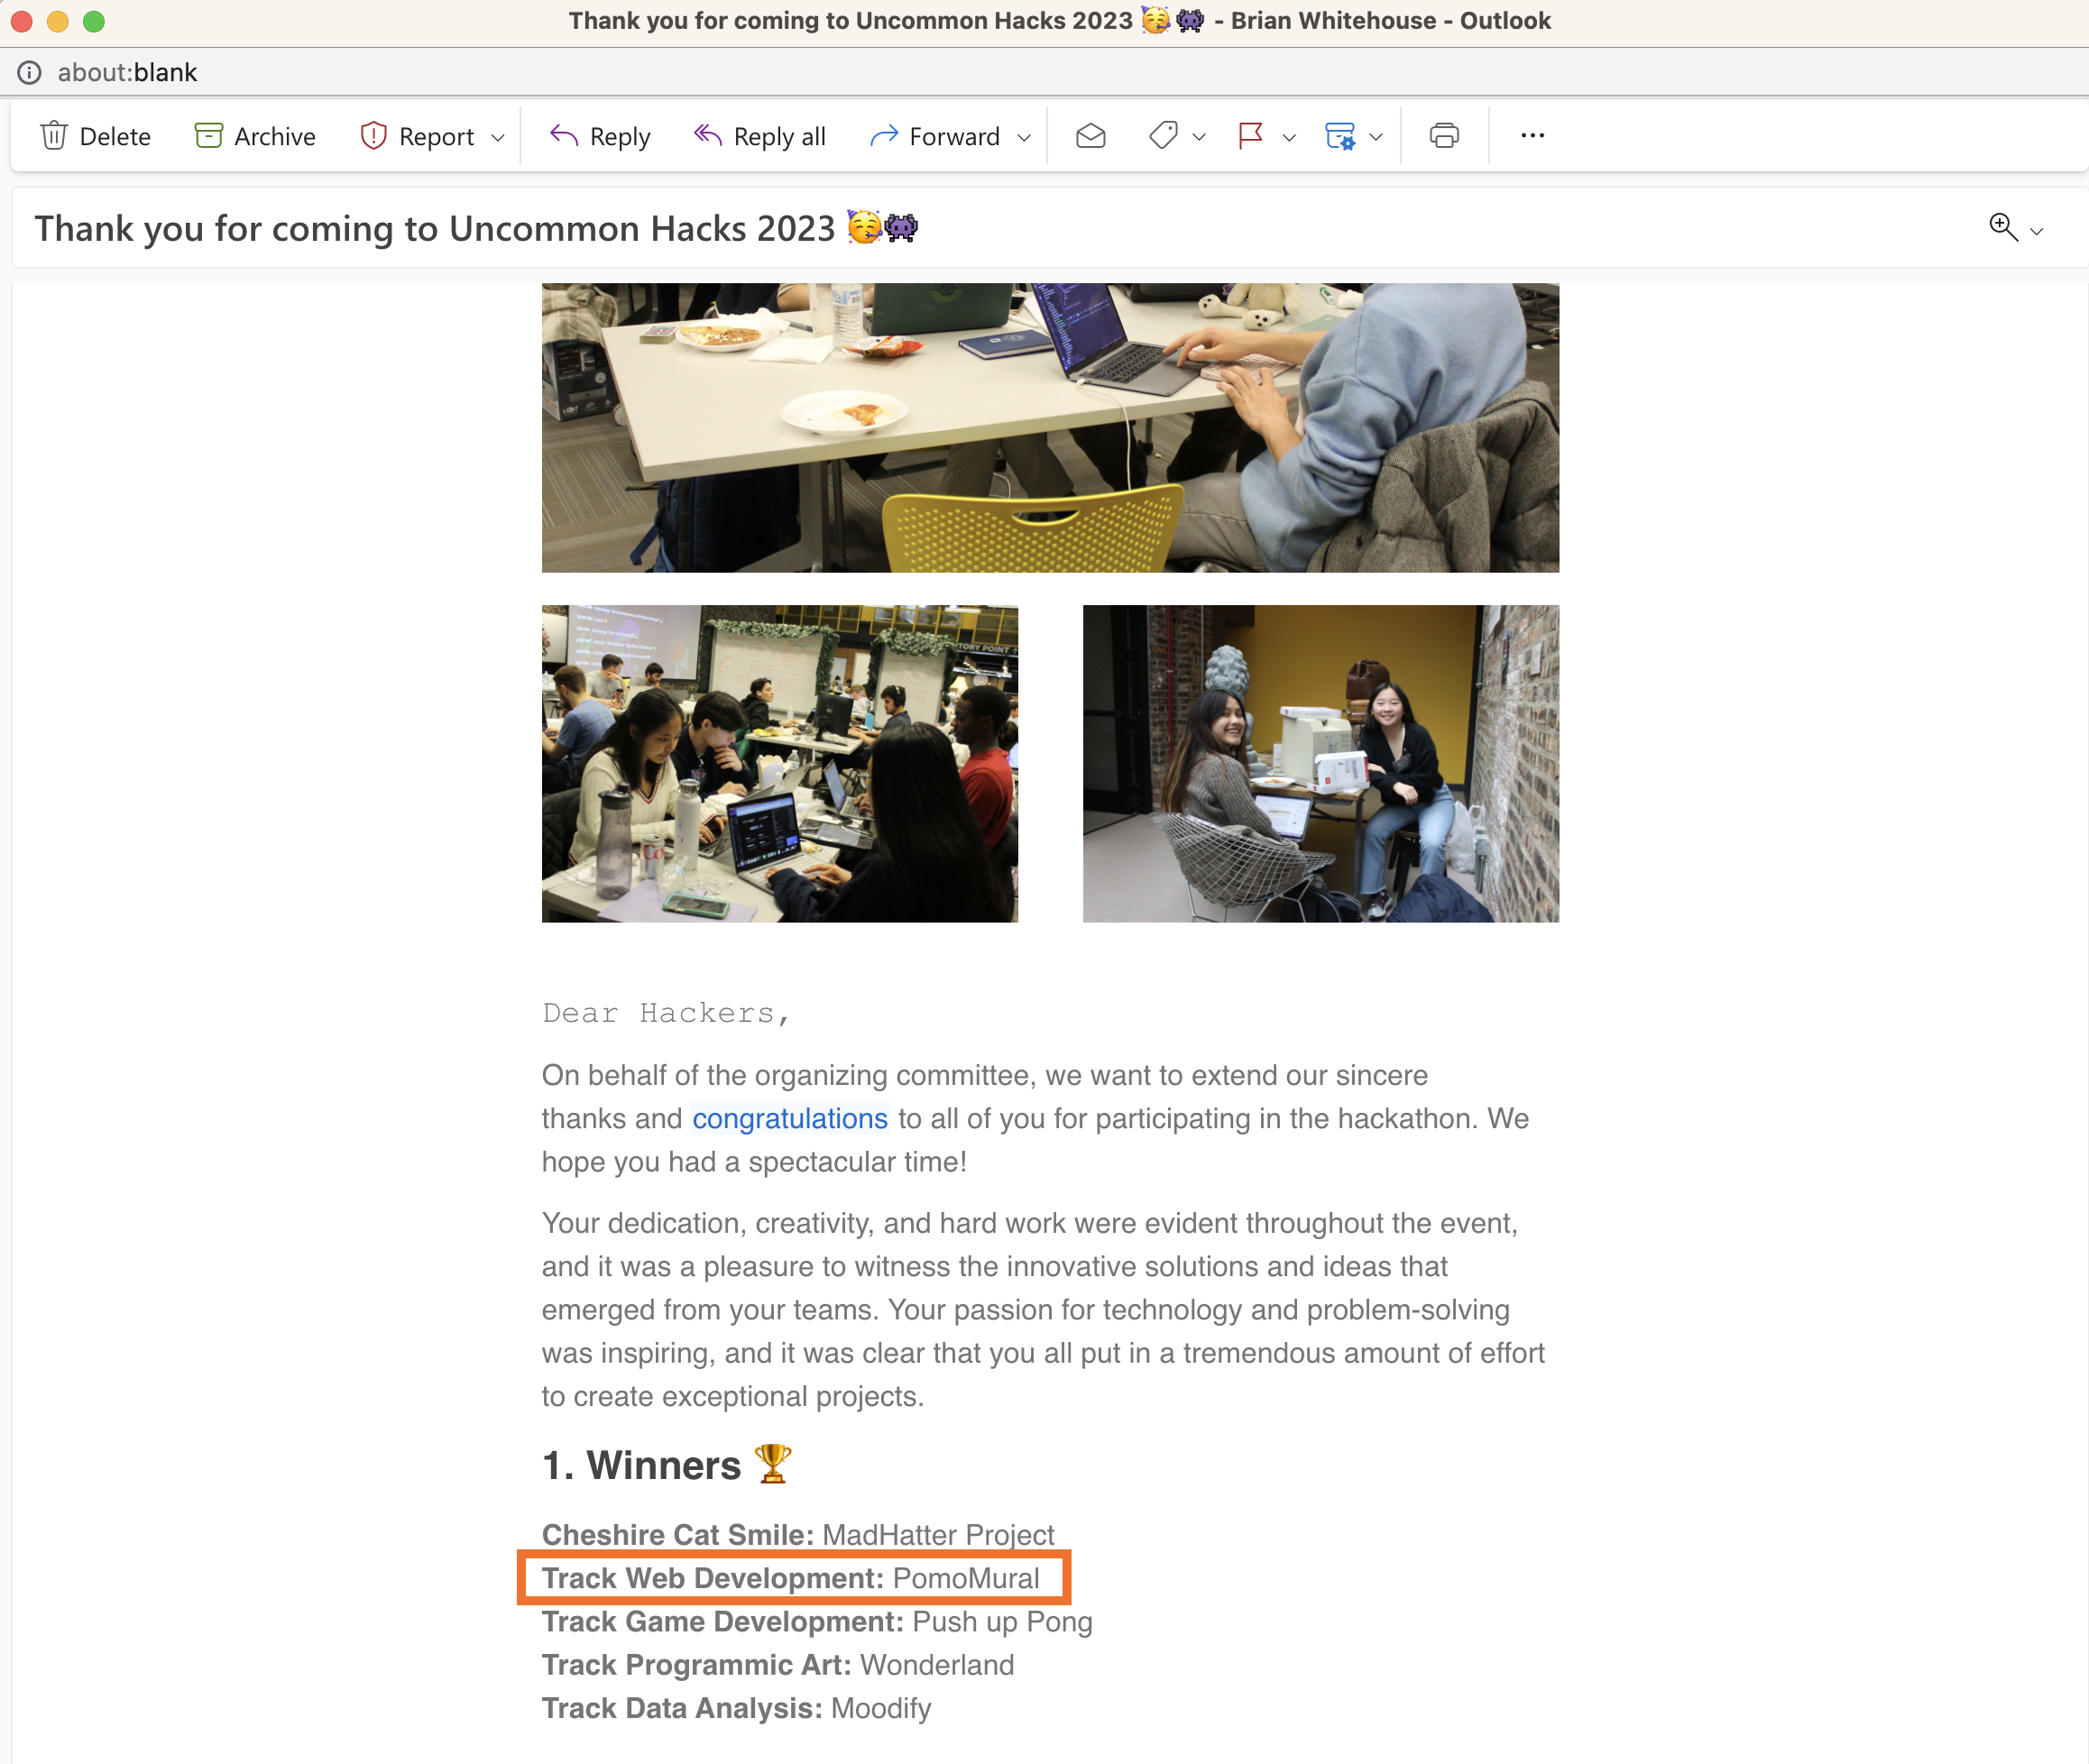 Thank you for coming to Uncommon Hacks 2023 🥳👾 - Brian Whitehouse - Outlook
about:blank
Delete Archive Report Reply Reply all Forward
Thank you for coming to Uncommon Hacks 2023 🥳👾
TORY POINT
Co
Dear Hackers,
On behalf of the organizing committee, we want to extend our sincere
thanks and congratulations to all of you for participating in the hackathon. We
hope you had a spectacular time!
Your dedication, creativity, and hard work were evident throughout the event,
and it was a pleasure to witness the innovative solutions and ideas that
emerged from your teams. Your passion for technology and problem-solving
was inspiring, and it was clear that you all put in a tremendous amount of effort
to create exceptional projects.
1. Winners 🏆
Cheshire Cat Smile: MadHatter Project
Track Web Development: PomoMural
Track Game Development: Push up Pong
Track Programmic Art: Wonderland
Track Data Analysis: Moodify